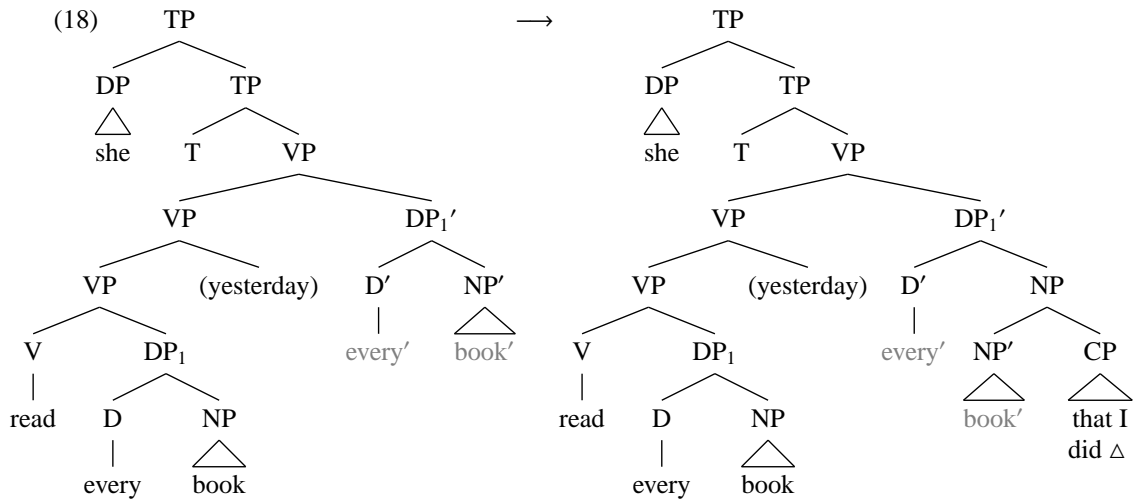 (18) TP → TP
DP TP DP TP
she T VP she T VP
VP DP₁′ VP DP₁′
VP (yesterday) D′ NP′ VP (yesterday) D′ NP
V DP₁ every′ book′ V DP₁ every′ NP′ CP
read D NP read D NP book′ that I
did △
every book every book